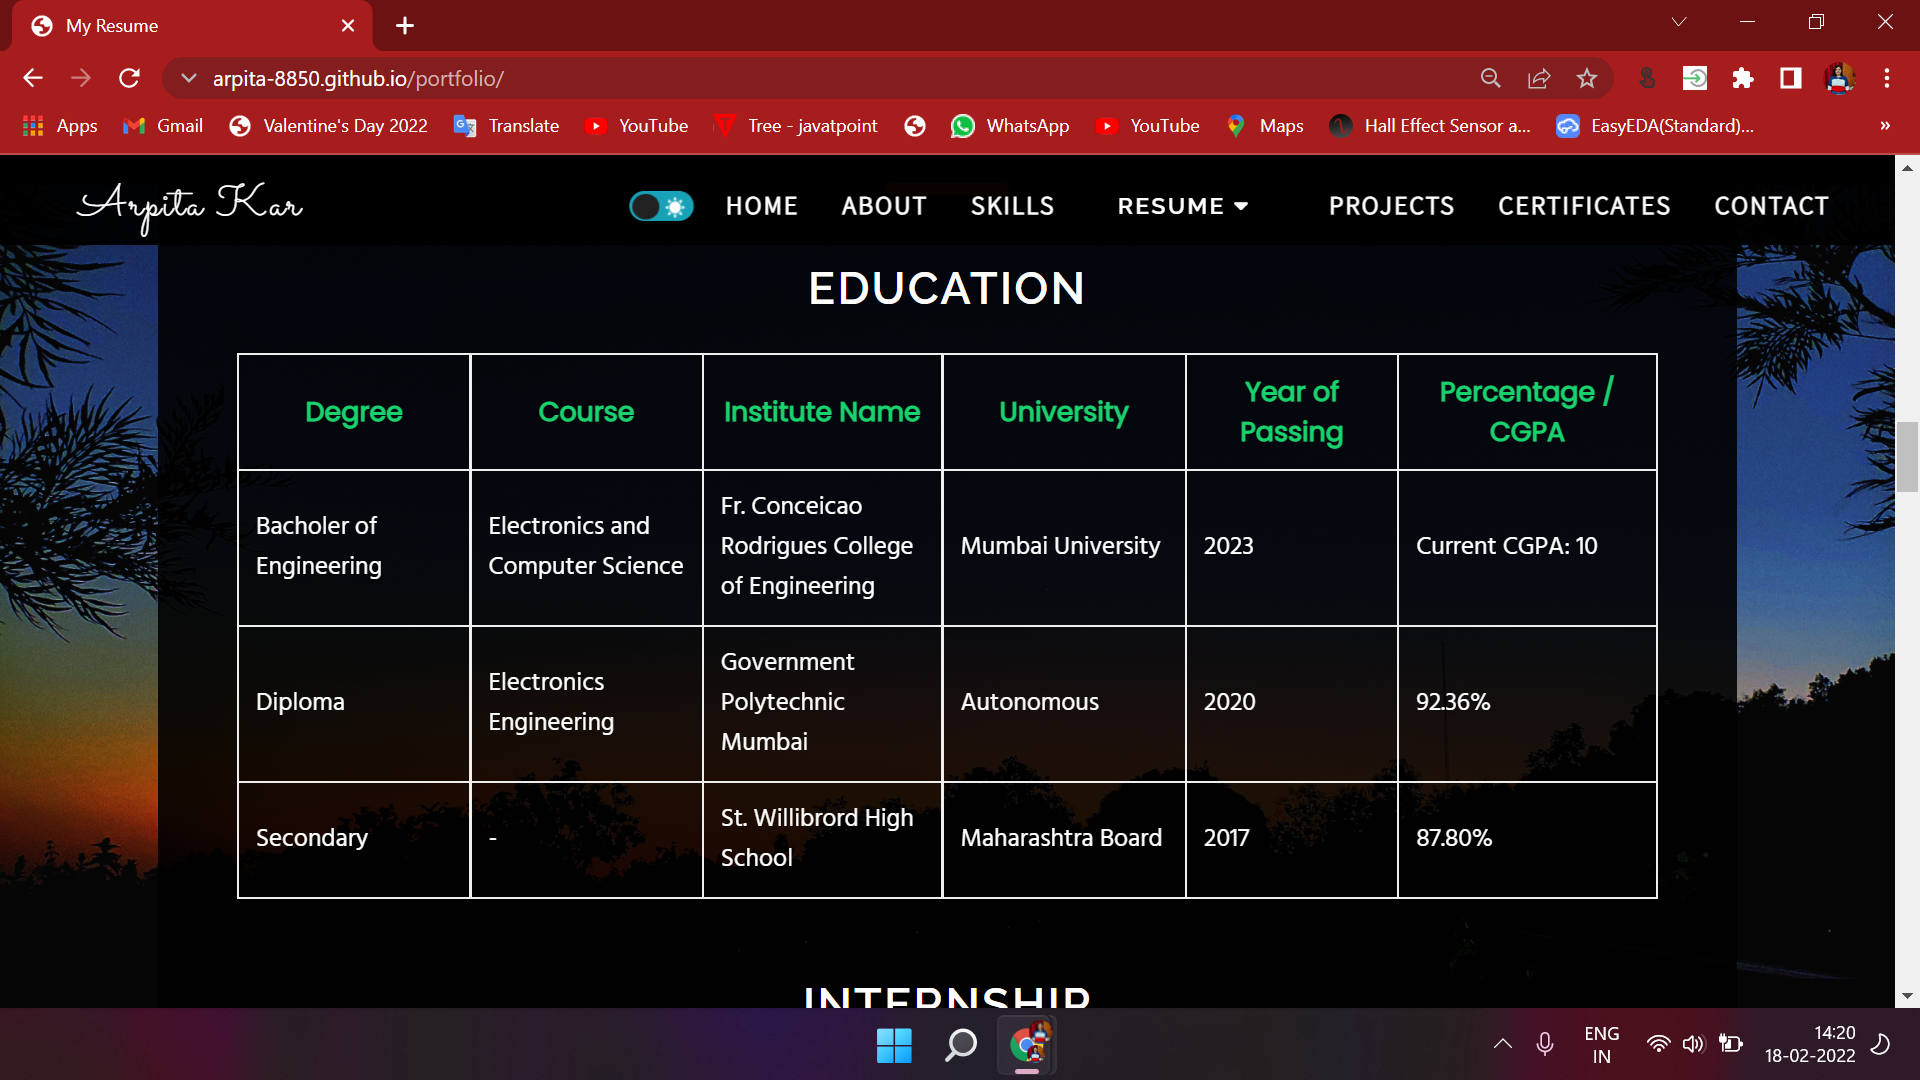 My Resume
arpita-8850.github.io/portfolio/
Apps Gmail Valentine's Day 2022 Translate YouTube Tree - javatpoint WhatsApp YouTube Maps Hall Effect Sensor a... EasyEDA(Standard)... »
Arpita Kar HOME ABOUT SKILLS RESUME PROJECTS CERTIFICATES CONTACT
EDUCATION
Degree
Course
Institute Name
University
Year of
Passing
Percentage /
CGPA
Bacholer of
Engineering
Electronics and
Computer Science
Fr. Conceicao
Rodrigues College
of Engineering
Mumbai University
2023
Current CGPA: 10
Diploma
Electronics
Engineering
Government
Polytechnic
Mumbai
Autonomous
2020
92.36%
Secondary
-
St. Willibrord High
School
Maharashtra Board
2017
87.80%
INTERNSHIP
ENG
IN
14:20
18-02-2022